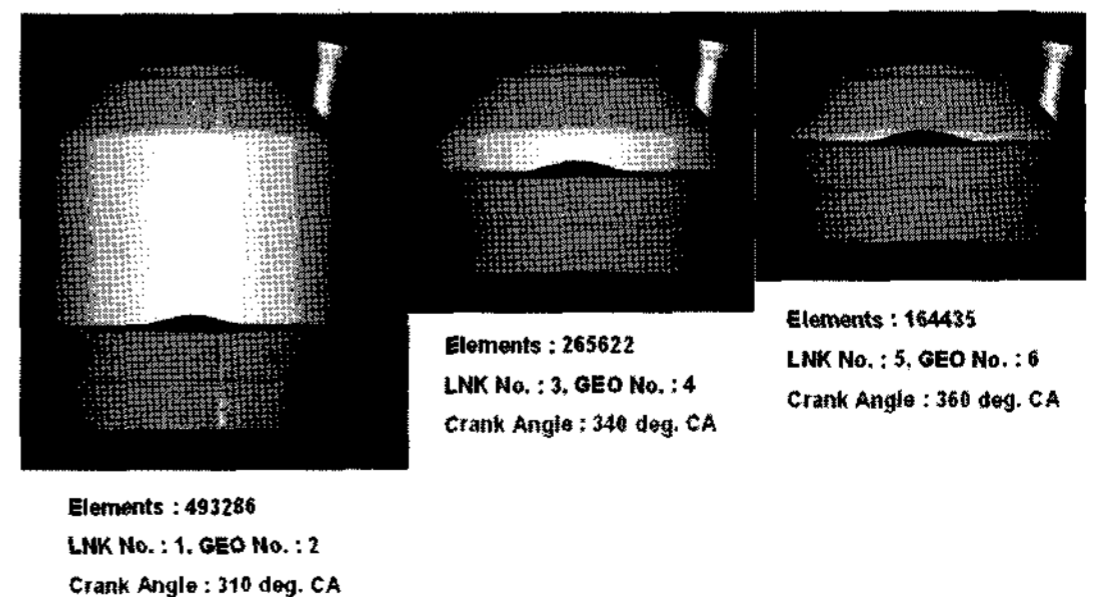 Elements : 493286
LNK No. : 1, GEO No. : 2
Crank Angle : 310 deg. CA
Elements : 265622
LNK No. : 3, GEO No. : 4
Crank Angle : 340 deg. CA
Elements : 164435
LNK No. : 5, GEO No. : 6
Crank Angle : 360 deg. CA